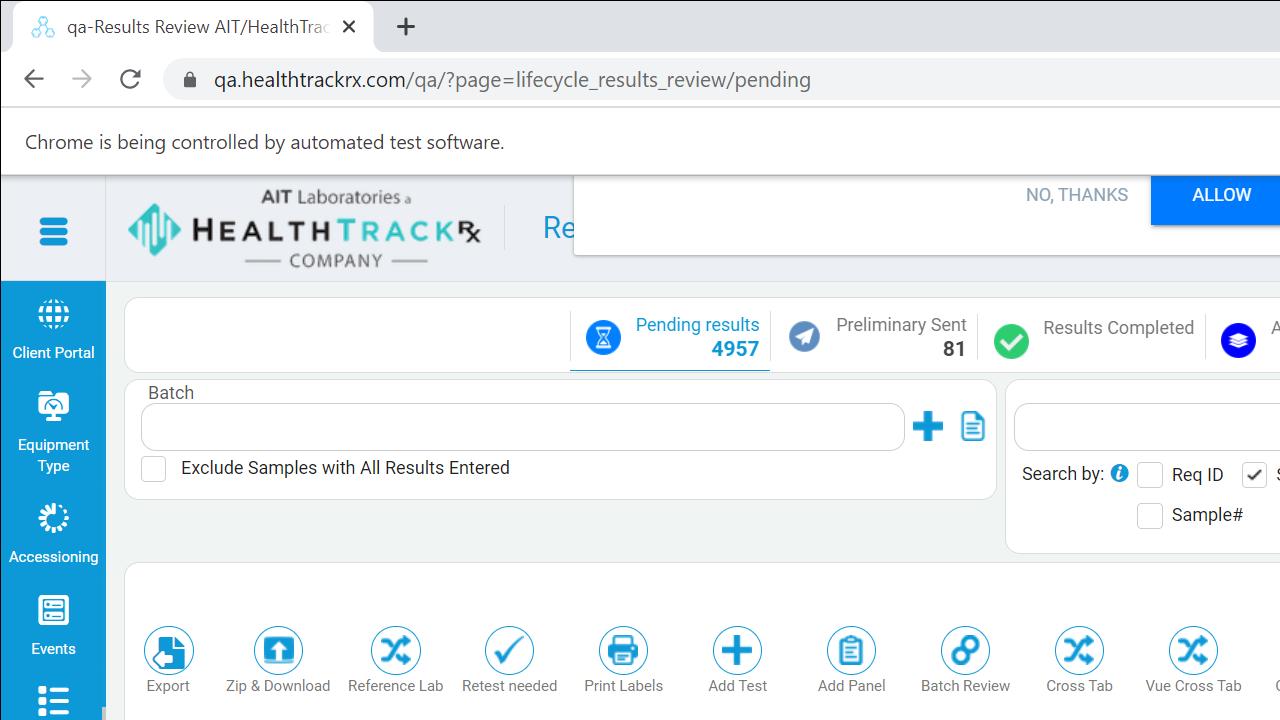 qa-Results Review AIT/HealthTrac
qa.healthtrackrx.com/qa/?page=lifecycle_results_review/pending
Chrome is being controlled by automated test software.
AIT Laboratories a
HEALTHTRACKRx
COMPANY
Re
NO, THANKS
ALLOW
Client Portal
Equipment
Type
Accessioning
Events
Pending results
4957
Preliminary Sent
81
Results Completed
A
Batch
Exclude Samples with All Results Entered
Search by:
Req ID
Sample#
Export
Zip & Download
Reference Lab
Retest needed
Print Labels
Add Test
Add Panel
Batch Review
Cross Tab
Vue Cross Tab